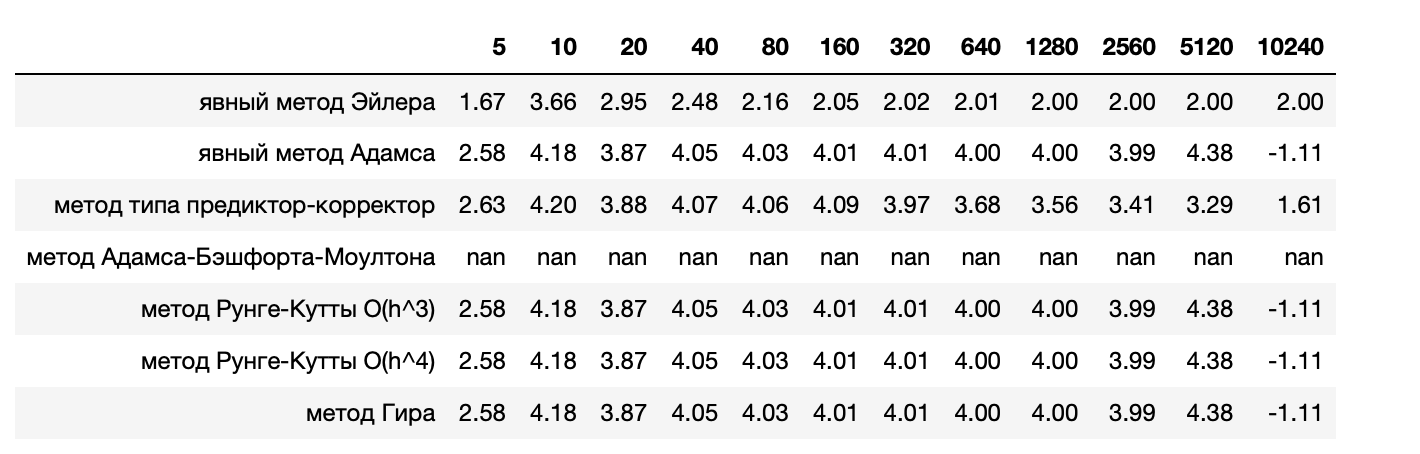 5 10 20 40 80 160 320 640 1280 2560 5120 10240
явный метод Эйлера 1.67 3.66 2.95 2.48 2.16 2.05 2.02 2.01 2.00 2.00 2.00 2.00
явный метод Адамса 2.58 4.18 3.87 4.05 4.03 4.01 4.01 4.00 4.00 3.99 4.38 -1.11
метод типа предиктор-корректор 2.63 4.20 3.88 4.07 4.06 4.09 3.97 3.68 3.56 3.41 3.29 1.61
метод Адамса-Бэшфорта-Моултона nan nan nan nan nan nan nan nan nan nan nan nan
метод Рунге-Кутты O(h^3) 2.58 4.18 3.87 4.05 4.03 4.01 4.01 4.00 4.00 3.99 4.38 -1.11
метод Рунге-Кутты O(h^4) 2.58 4.18 3.87 4.05 4.03 4.01 4.01 4.00 4.00 3.99 4.38 -1.11
метод Гира 2.58 4.18 3.87 4.05 4.03 4.01 4.01 4.00 4.00 3.99 4.38 -1.11